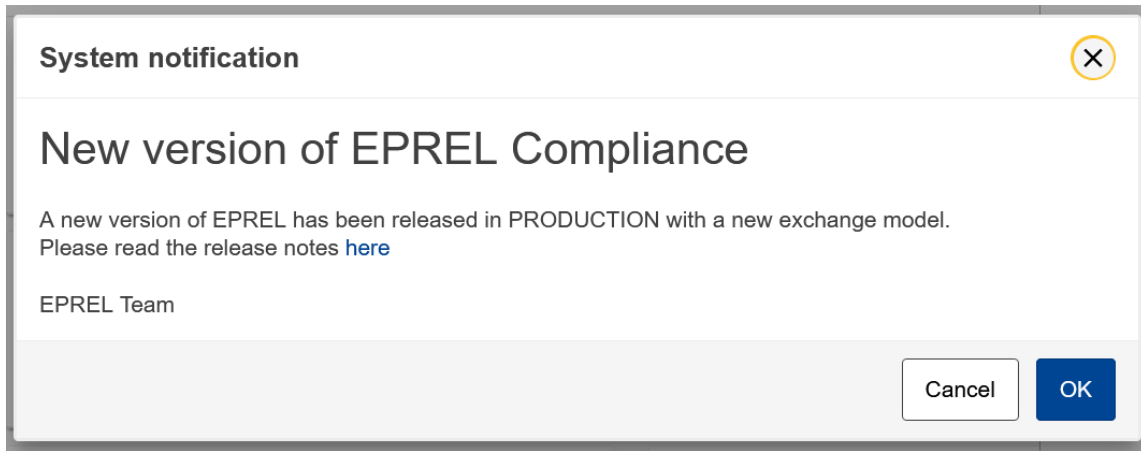 System notification
New version of EPREL Compliance
A new version of EPREL has been released in PRODUCTION with a new exchange model.
Please read the release notes here
EPREL Team
Cancel
OK